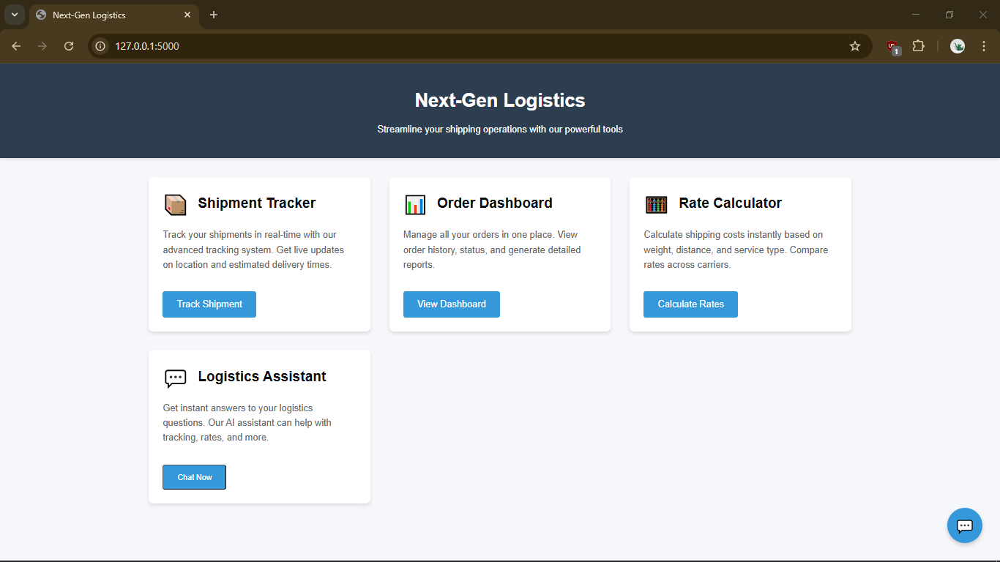 Next-Gen Logistics
127.0.0.1:5000
1
Next-Gen Logistics
Streamline your shipping operations with our powerful tools
Shipment Tracker
Track your shipments in real-time with our
advanced tracking system. Get live updates
on location and estimated delivery times.
Track Shipment
Order Dashboard
Manage all your orders in one place. View
order history, status, and generate detailed
reports.
View Dashboard
Rate Calculator
Calculate shipping costs instantly based on
weight, distance, and service type. Compare
rates across carriers.
Calculate Rates
Logistics Assistant
Get instant answers to your logistics
questions. Our AI assistant can help with
tracking, rates, and more.
Chat Now